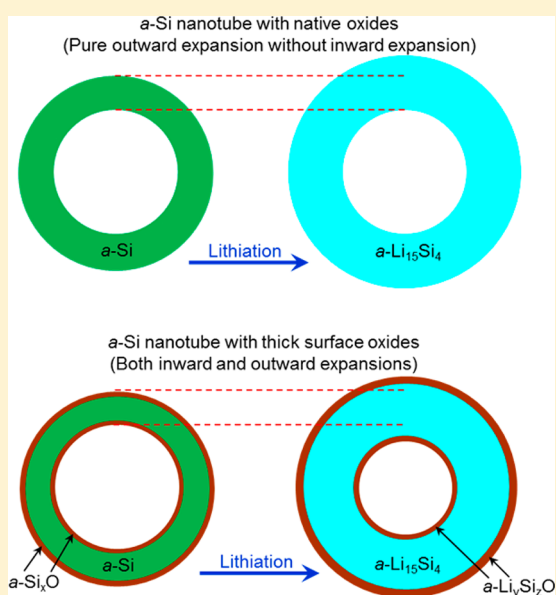 a-Si nanotube with native oxides
(Pure outward expansion without inward expansion)
a-Si
Lithiation
a-Li₁₅Si₄
a-Si nanotube with thick surface oxides
(Both inward and outward expansions)
a-SiₓO
a-Si
Lithiation
a-Li₁₅Si₄
a-LiᵧSi_zO